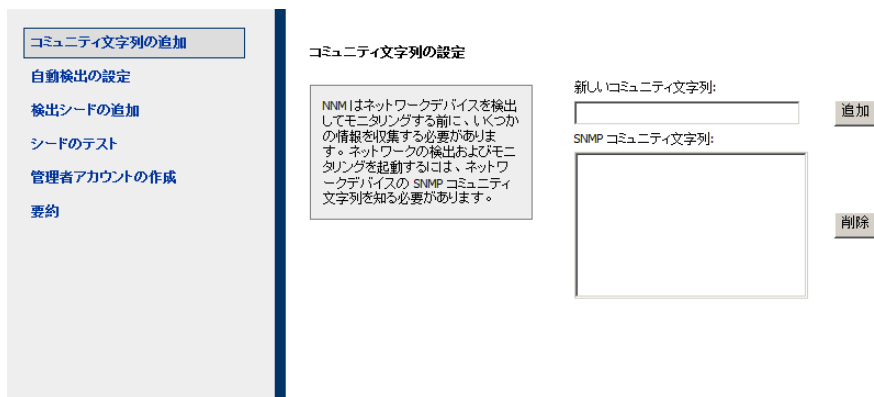 コミュニティ文字列の追加
自動検出の設定
検出シードの追加
シードのテスト
管理者アカウントの作成
要約
コミュニティ文字列の設定
NNM iはネットワークデバイスを検出
してモニタリングする前に、いくつか
の情報を収集する必要がありま
す。ネットワークの検出およびモニ
タリングを起動するには、ネットワ
ークデバイスの SNMP コミュニティ
文字列を知る必要があります。
新しいコミュニティ文字列:
追加
SNMP コミュニティ文字列:
削除